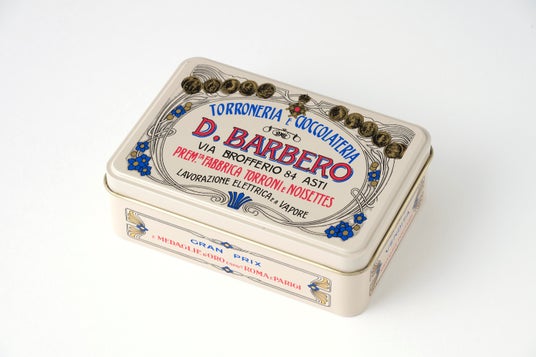 TORRONERIA E CIOCCOLATERIA
D. BARBERO
VIA BROFFERIO 84 ASTI
PREM.TA FABBRICA TORRONI E NOISETTES
LAVORAZIONE ELETTRICA E A VAPORE
GRAN PRIX
E MEDAGLIE D'ORO ROMA E PARIGI